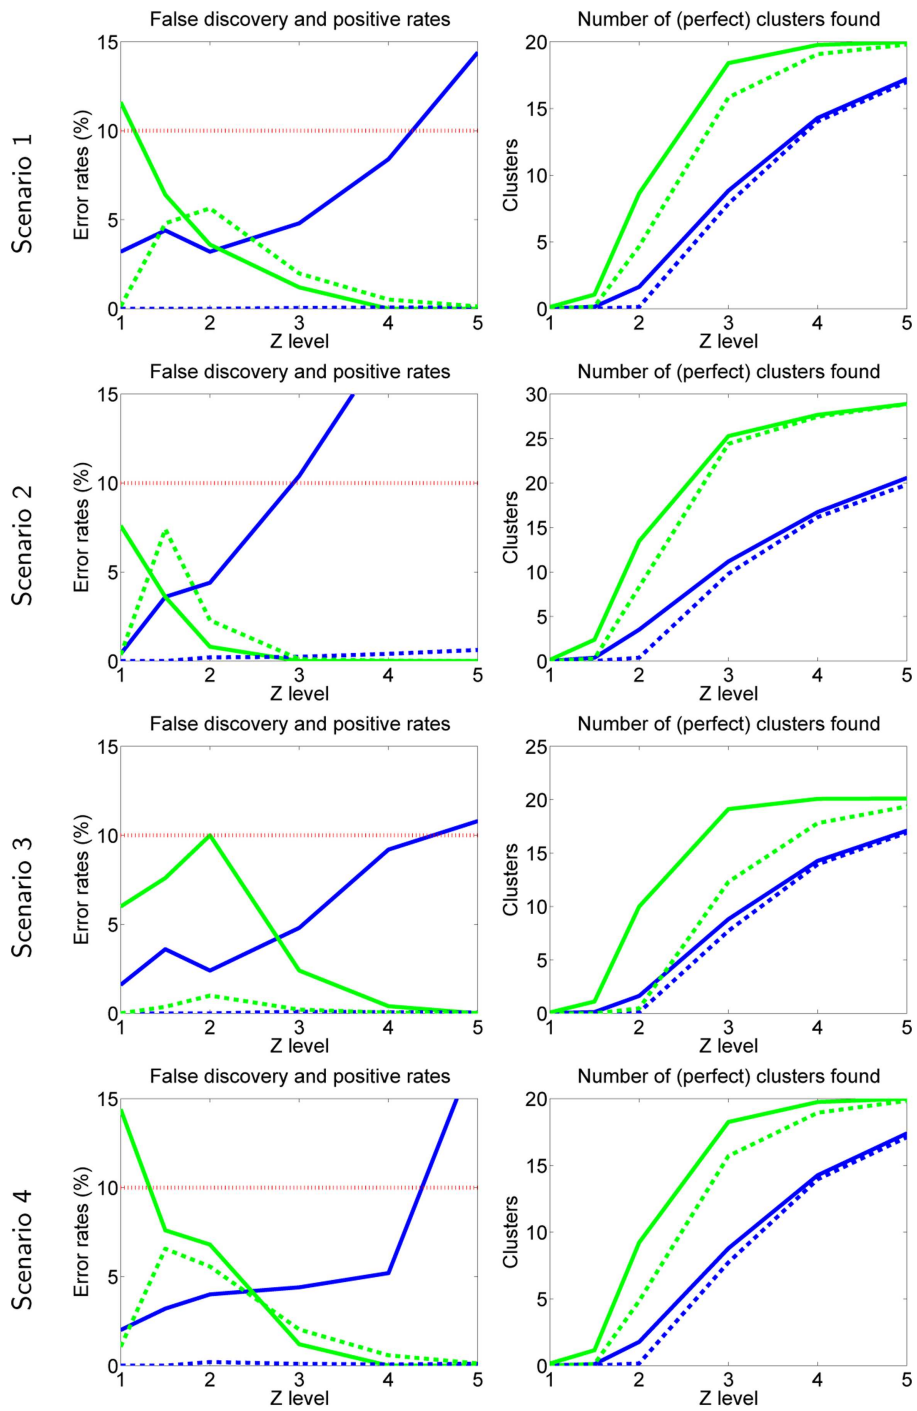 False discovery and positive rates
Number of (perfect) clusters found
Scenario 1
Error rates (%)
15
10
5
0
1 2 3 4 5
Z level
Clusters
20
15
10
5
0
1 2 3 4 5
Z level
False discovery and positive rates
Number of (perfect) clusters found
Scenario 2
Error rates (%)
15
10
5
0
1 2 3 4 5
Z level
Clusters
30
25
20
15
10
5
0
1 2 3 4 5
Z level
False discovery and positive rates
Number of (perfect) clusters found
Scenario 3
Error rates (%)
15
10
5
0
1 2 3 4 5
Z level
Clusters
25
20
15
10
5
0
1 2 3 4 5
Z level
False discovery and positive rates
Number of (perfect) clusters found
Scenario 4
Error rates (%)
15
10
5
0
1 2 3 4 5
Z level
Clusters
20
15
10
5
0
1 2 3 4 5
Z level